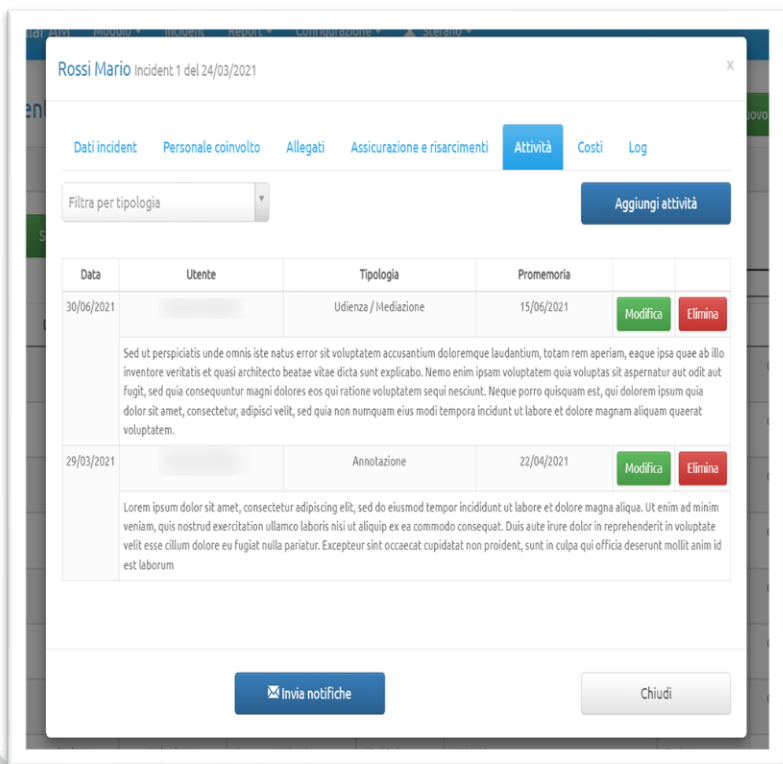 Modulo Incident Report Configurazione Stefano
Rossi Mario Incident 1 del 24/03/2021 x
Dati incident Personale coinvolto Allegati Assicurazione e risarcimenti Attività Costi Log
Filtra per tipologia Aggiungi attività
Data Utente Tipologia Promemoria
30/06/2021 Udienza / Mediazione 15/06/2021 Modifica Elimina
Sed ut perspiciatis unde omnis iste natus error sit voluptatem accusantium doloremque laudantium, totam rem aperiam, eaque ipsa quae ab illo
inventore veritatis et quasi architecto beatae vitae dicta sunt explicabo. Nemo enim ipsam voluptatem quia voluptas sit aspernatur aut odit aut
fugit, sed quia consequuntur magni dolores eos qui ratione voluptatem sequi nesciunt. Neque porro quisquam est, qui dolorem ipsum quia
dolor sit amet, consectetur, adipisci velit, sed quia non numquam eius modi tempora incidunt ut labore et dolore magnam aliquam quaerat
voluptatem.
29/03/2021 Annotazione 22/04/2021 Modifica Elimina
Lorem ipsum dolor sit amet, consectetur adipiscing elit, sed do eiusmod tempor incididunt ut labore et dolore magna aliqua. Ut enim ad minim
veniam, quis nostrud exercitation ullamco laboris nisi ut aliquip ex ea commodo consequat. Duis aute irure dolor in reprehenderit in voluptate
velit esse cillum dolore eu fugiat nulla pariatur. Excepteur sint occaecat cupidatat non proident, sunt in culpa qui officia deserunt mollit anim id
est laborum
Invia notifiche Chiudi